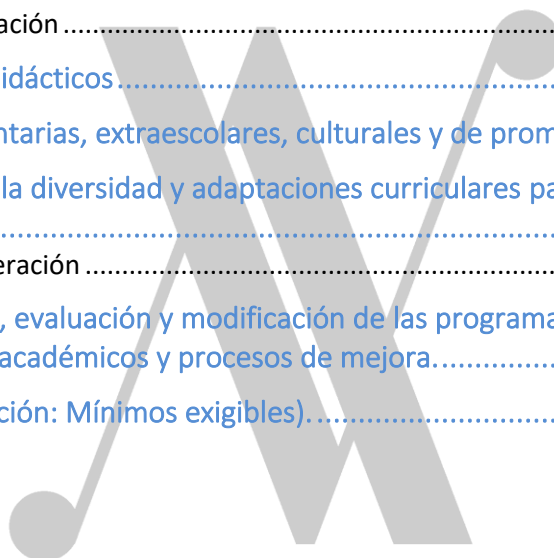 ación ..........................................................................
idácticos..................................................................
ntarias, extraescolares, culturales y de prom
la diversidad y adaptaciones curriculares pa
..................................................................................
eración ......................................................................
, evaluación y modificación de las programa
académicos y procesos de mejora. ..................
ción: Mínimos exigibles). ....................................